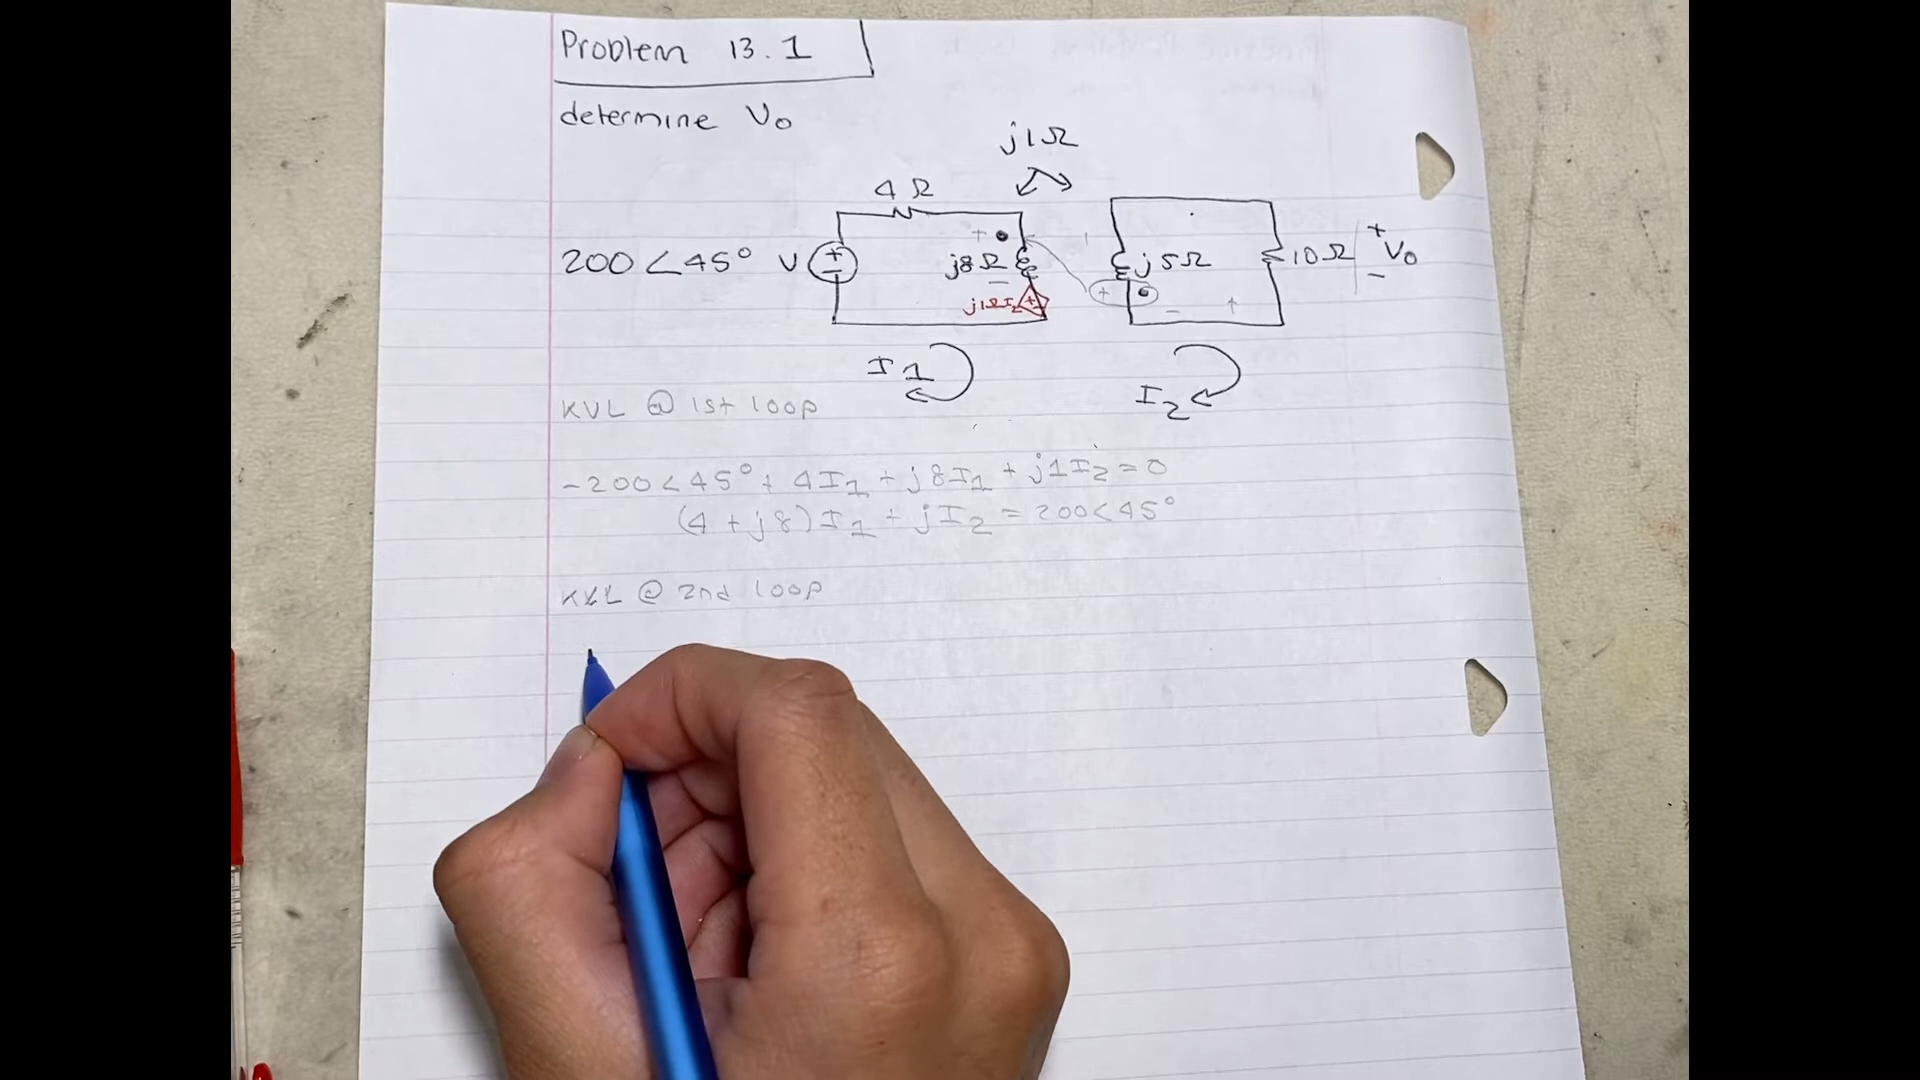 Problem 13.1
determine Vo
j1Ω
4Ω
200<45° V
+
-
+
j8Ω
-
j1ΩI2
+
-
+
j5Ω
-
+
10Ω
+
Vo
-
I1
I2
KVL @ 1st loop
-200<45° + 4I1 + j8I1 + j1I2 = 0
(4 + j8)I1 + jI2 = 200<45°
KVL @ 2nd loop